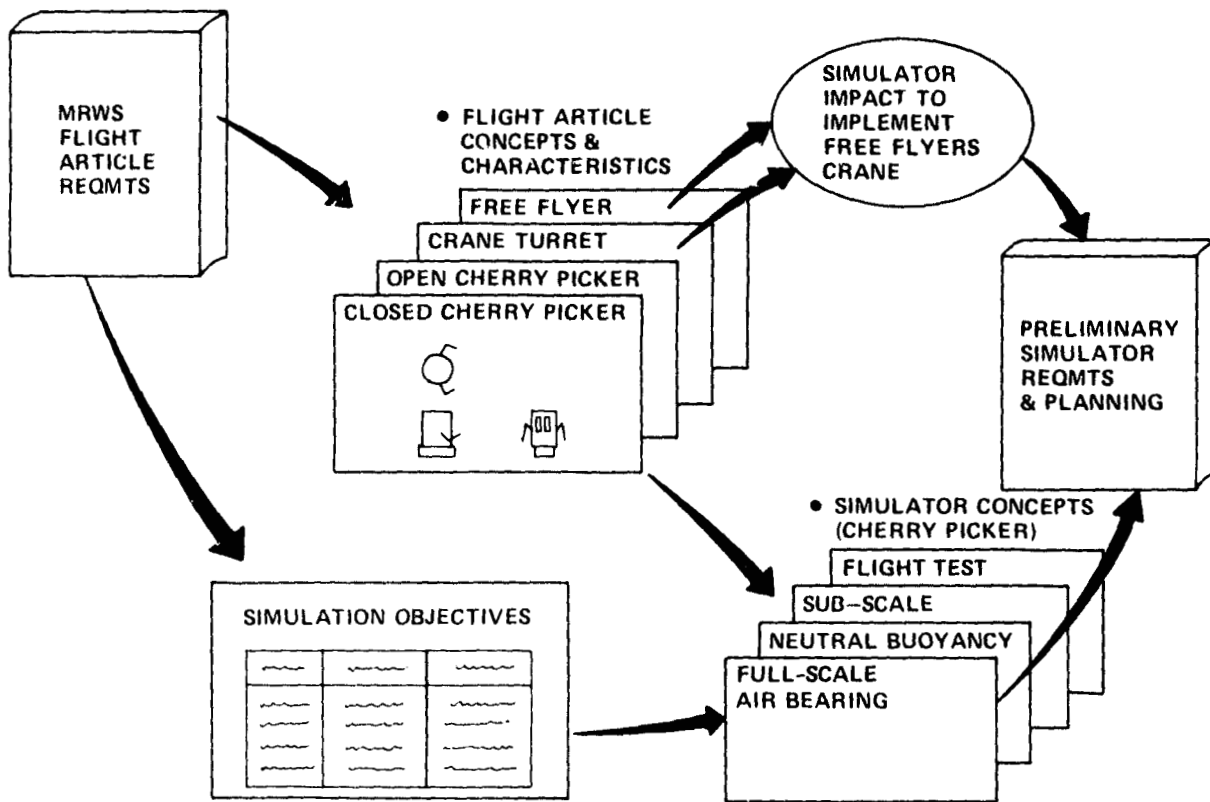 MRWS
FLIGHT
ARTICLE
REQMTS
• FLIGHT ARTICLE
CONCEPTS &
CHARACTERISTICS
FREE FLYER
CRANE TURRET
OPEN CHERRY PICKER
CLOSED CHERRY PICKER
SIMULATOR
IMPACT TO
IMPLEMENT
FREE FLYERS
CRANE
PRELIMINARY
SIMULATOR
REQMTS
& PLANNING
SIMULATION OBJECTIVES
• SIMULATOR CONCEPTS
(CHERRY PICKER)
FLIGHT TEST
SUB-SCALE
NEUTRAL BUOYANCY
FULL-SCALE
AIR BEARING